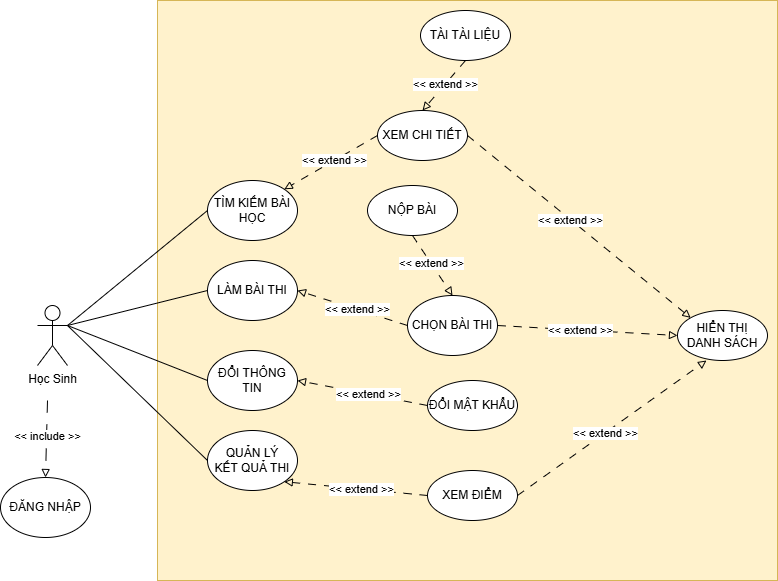 TÀI TÀI LIỆU
<< extend >>
XEM CHI TIẾT
<< extend >>
TÌM KIẾM BÀI
HỌC
NỘP BÀI
<< extend >>
<< extend >>
LÀM BÀI THI
<< extend >>
CHỌN BÀI THI
<< extend >>
HIỂN THỊ
DANH SÁCH
Học Sinh
ĐỔI THÔNG
TIN
<< extend >>
ĐỔI MẬT KHẨU
<< include >>
<< extend >>
QUẢN LÝ
KẾT QUẢ THI
<< extend >>
XEM ĐIỂM
ĐĂNG NHẬP